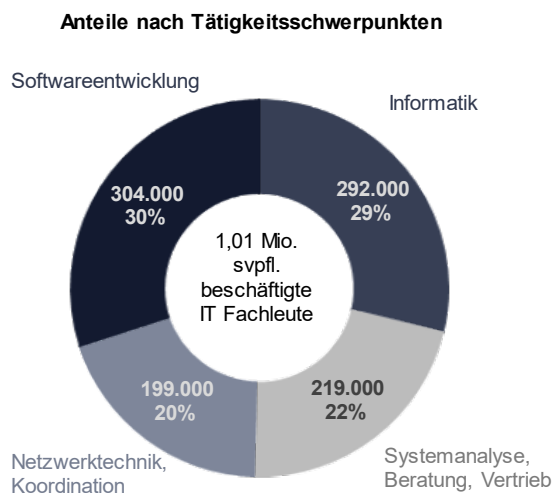 Anteile nach Tätigkeitsschwerpunkten
Softwareentwicklung
Informatik
304.000
30%
292.000
29%
1,01 Mio.
svpfl.
beschäftigte
IT Fachleute
199.000
20%
219.000
22%
Netzwerktechnik,
Koordination
Systemanalyse,
Beratung, Vertrieb